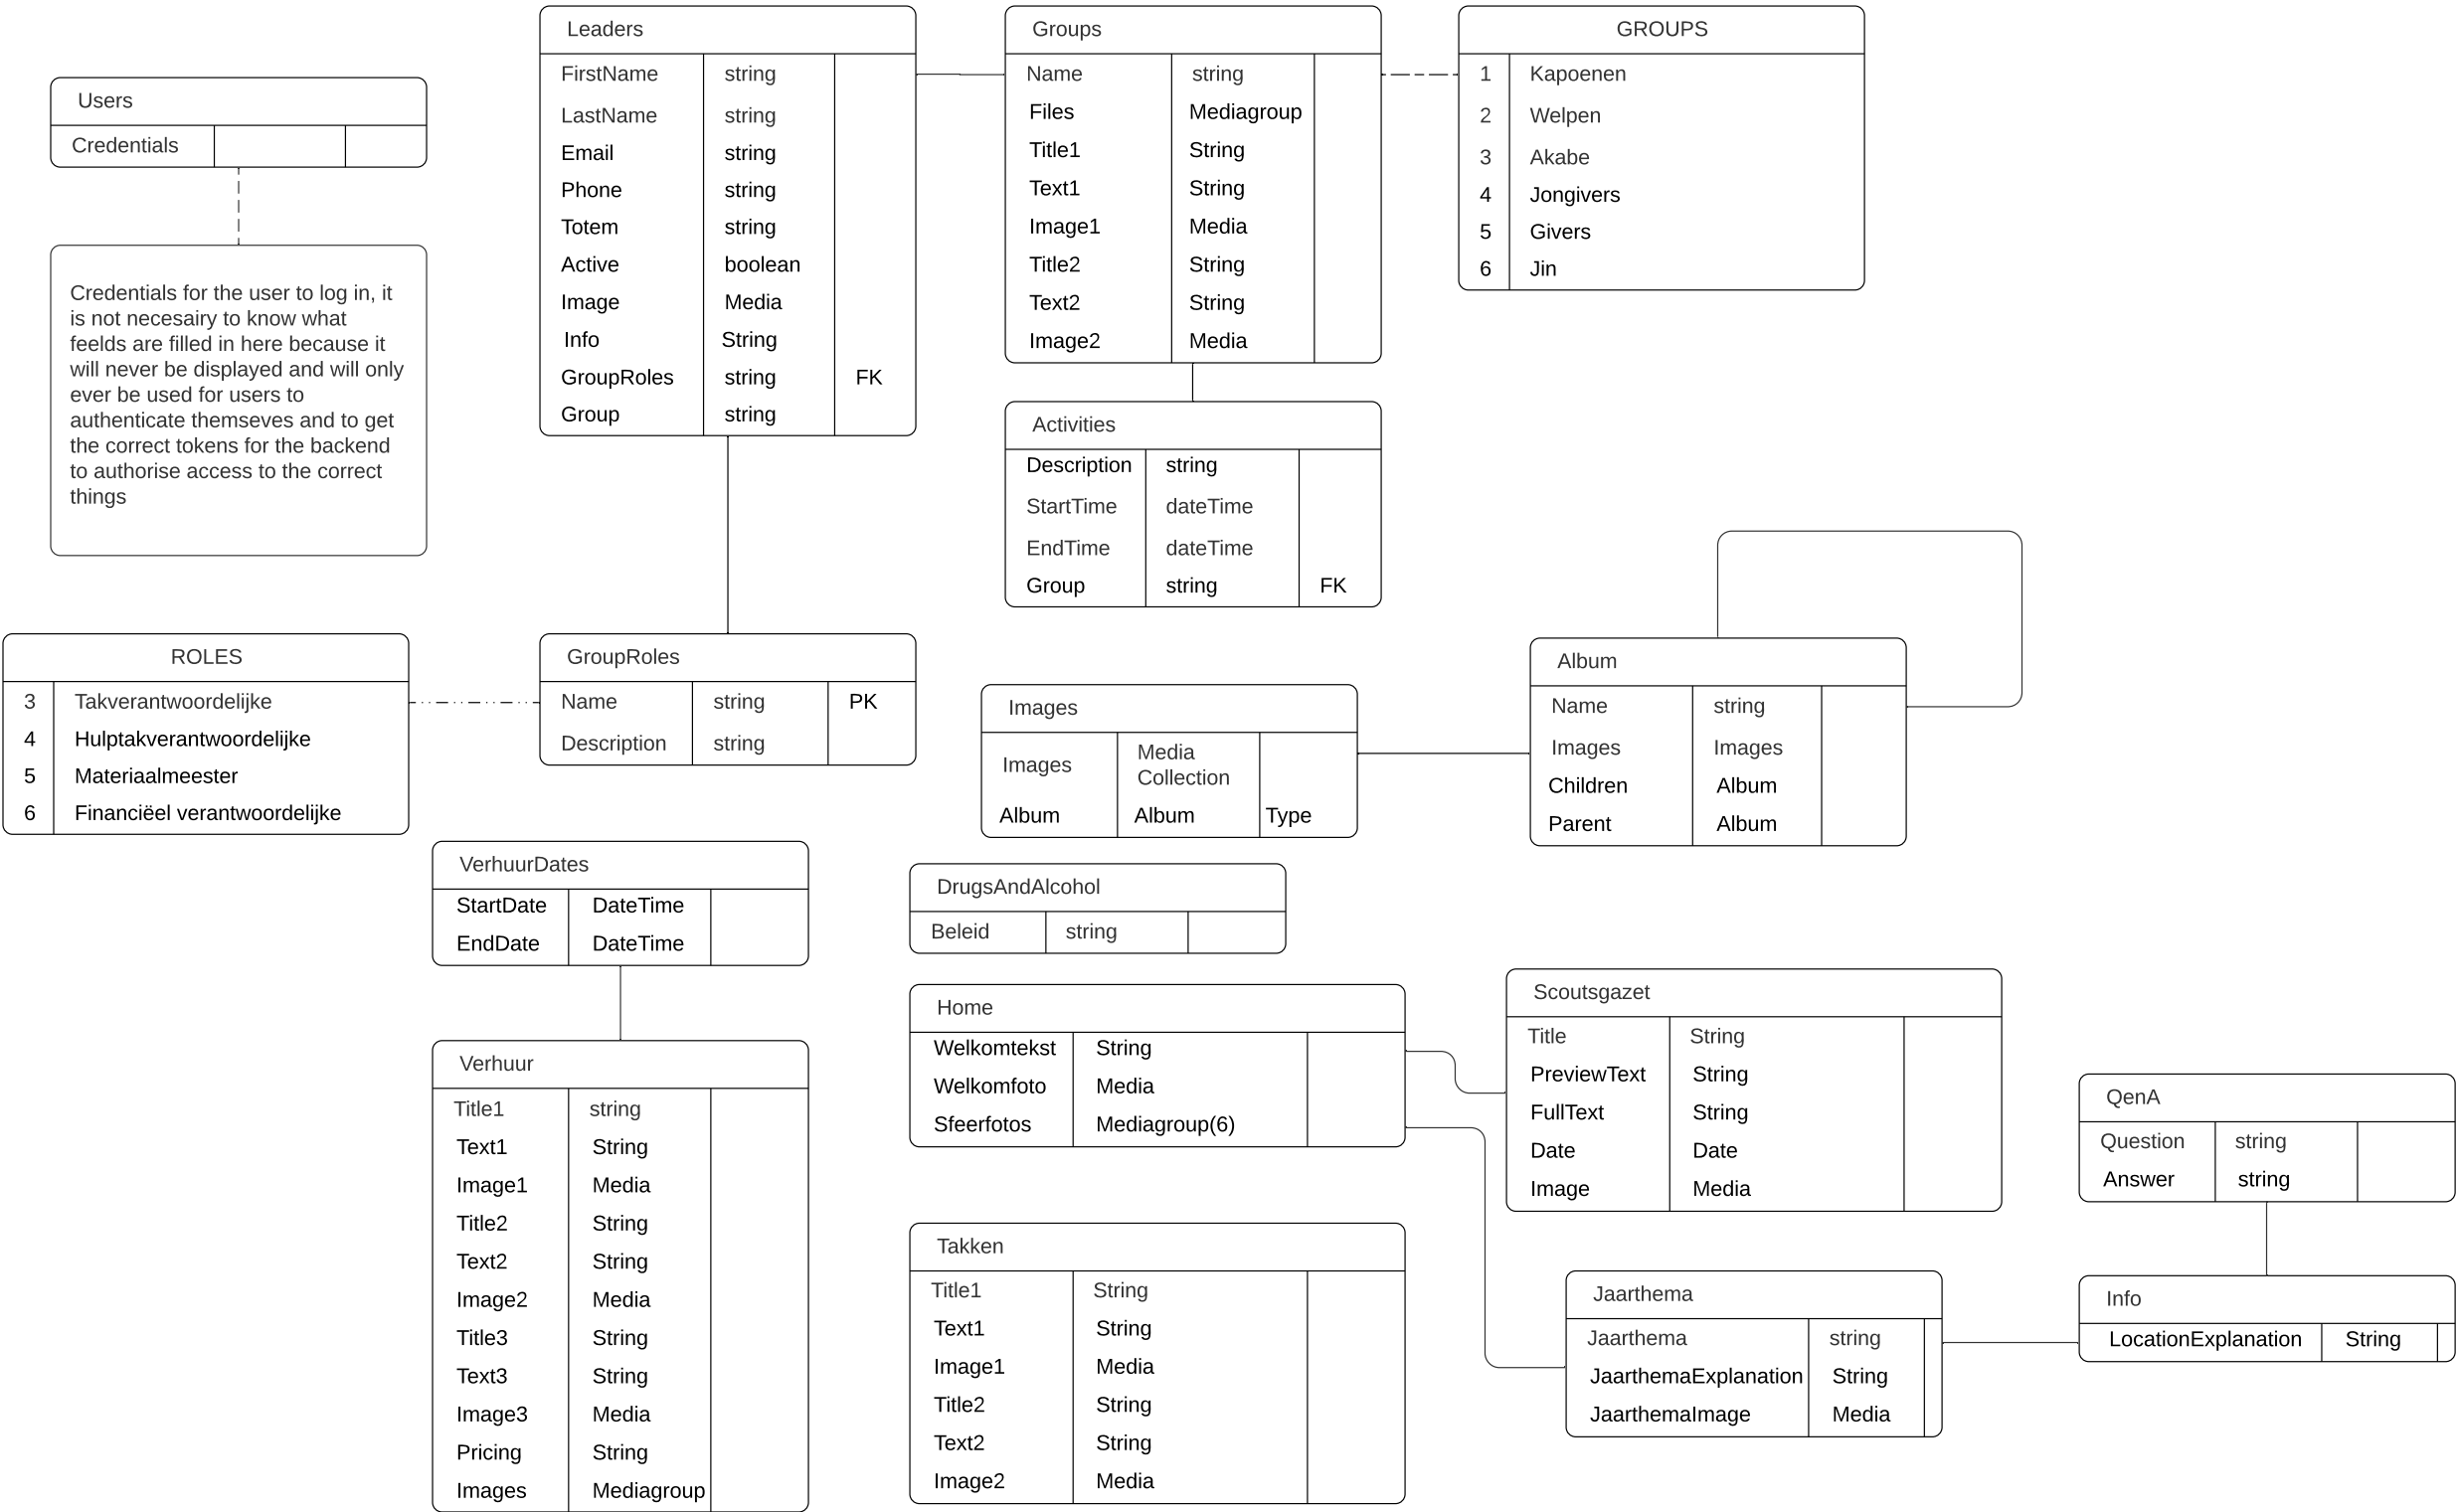 Users
Credentials
Credentials for the user to log in, it
is not necesairy to know what
feelds are filled in here because it
will never be displayed and will only
ever be used for users to
authenticate themseves and to get
the correct tokens for the backend
to authorise access to the correct
things
Leaders
FirstName string
LastName string
Email string
Phone string
Totem string
Active boolean
Image Media
Info String
GroupRoles string FK
Group string
Groups
Name string
Files Mediagroup
Title1 String
Text1 String
Image1 Media
Title2 String
Text2 String
Image2 Media
GROUPS
1 Kapoenen
2 Welpen
3 Akabe
4 Jongivers
5 Givers
6 Jin
Activities
Description string
StartTime dateTime
EndTime dateTime
Group string FK
ROLES
3 Takverantwoordelijke
4 Hulptakverantwoordelijke
5 Materiaalmeester
6 Financiëel verantwoordelijke
GroupRoles
Name string PK
Description string
Images
Images Media
Collection
Album Album Type
Album
Name string
Images Images
Children Album
Parent Album
VerhuurDates
StartDate DateTime
EndDate DateTime
DrugsAndAlcohol
Beleid string
Home
Welkomtekst String
Welkomfoto Media
Sfeerfotos Mediagroup(6)
Scoutsgazet
Title String
PreviewText String
FullText String
Date Date
Image Media
Verhuur
Title1 string
Text1 String
Image1 Media
Title2 String
Text2 String
Image2 Media
Title3 String
Text3 String
Image3 Media
Pricing String
Images Mediagroup
Takken
Title1 String
Text1 String
Image1 Media
Title2 String
Text2 String
Image2 Media
QenA
Question string
Answer string
Jaarthema
Jaarthema string
JaarthemaExplanation String
JaarthemaImage Media
Info
LocationExplanation String